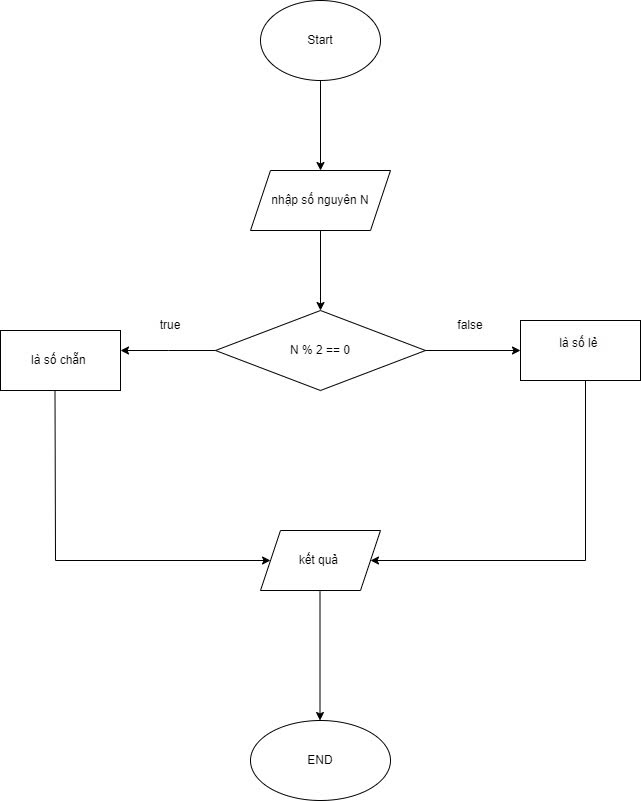 Start
nhập số nguyên N
true
false
N % 2 == 0
là số chẵn
là số lẻ
kết quả
END